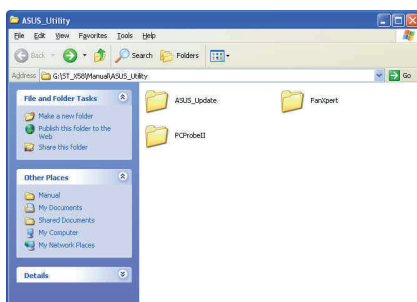 ASUS_Utility
File Edit View Favorites Tools Help
Back Search Folders
Address G:\ST_X58\Manual\ASUS_Utility Go
File and Folder Tasks
Make a new folder
Publish this folder to the Web
Share this folder
Other Places
Manual
My Documents
Shared Documents
My Computer
My Network Places
Details
ASUS_Update
FanXpert
PCProbeII